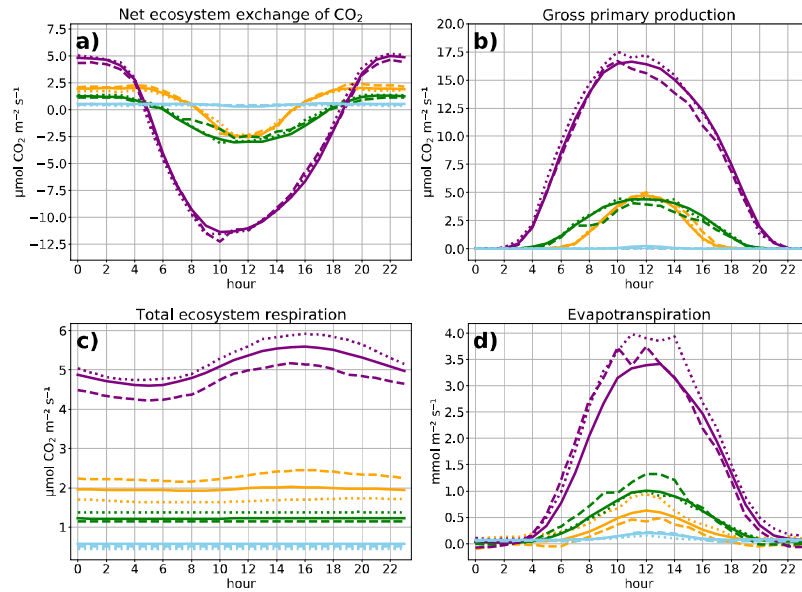 Net ecosystem exchange of CO₂
a)
5.0
2.5
0.0
−2.5
−5.0
−7.5
−10.0
−12.5
μmol CO₂ m⁻² s⁻¹
0 2 4 6 8 10 12 14 16 18 20 22
hour
Gross primary production
b)
20.0
17.5
15.0
12.5
10.0
7.5
5.0
2.5
0.0
μmol CO₂ m⁻² s⁻¹
0 2 4 6 8 10 12 14 16 18 20 22
hour
Total ecosystem respiration
c)
6
5
4
3
2
1
μmol CO₂ m⁻² s⁻¹
0 2 4 6 8 10 12 14 16 18 20 22
hour
Evapotranspiration
d)
4.0
3.5
3.0
2.5
2.0
1.5
1.0
0.5
0.0
mmol m⁻² s⁻¹
0 2 4 6 8 10 12 14 16 18 20 22
hour